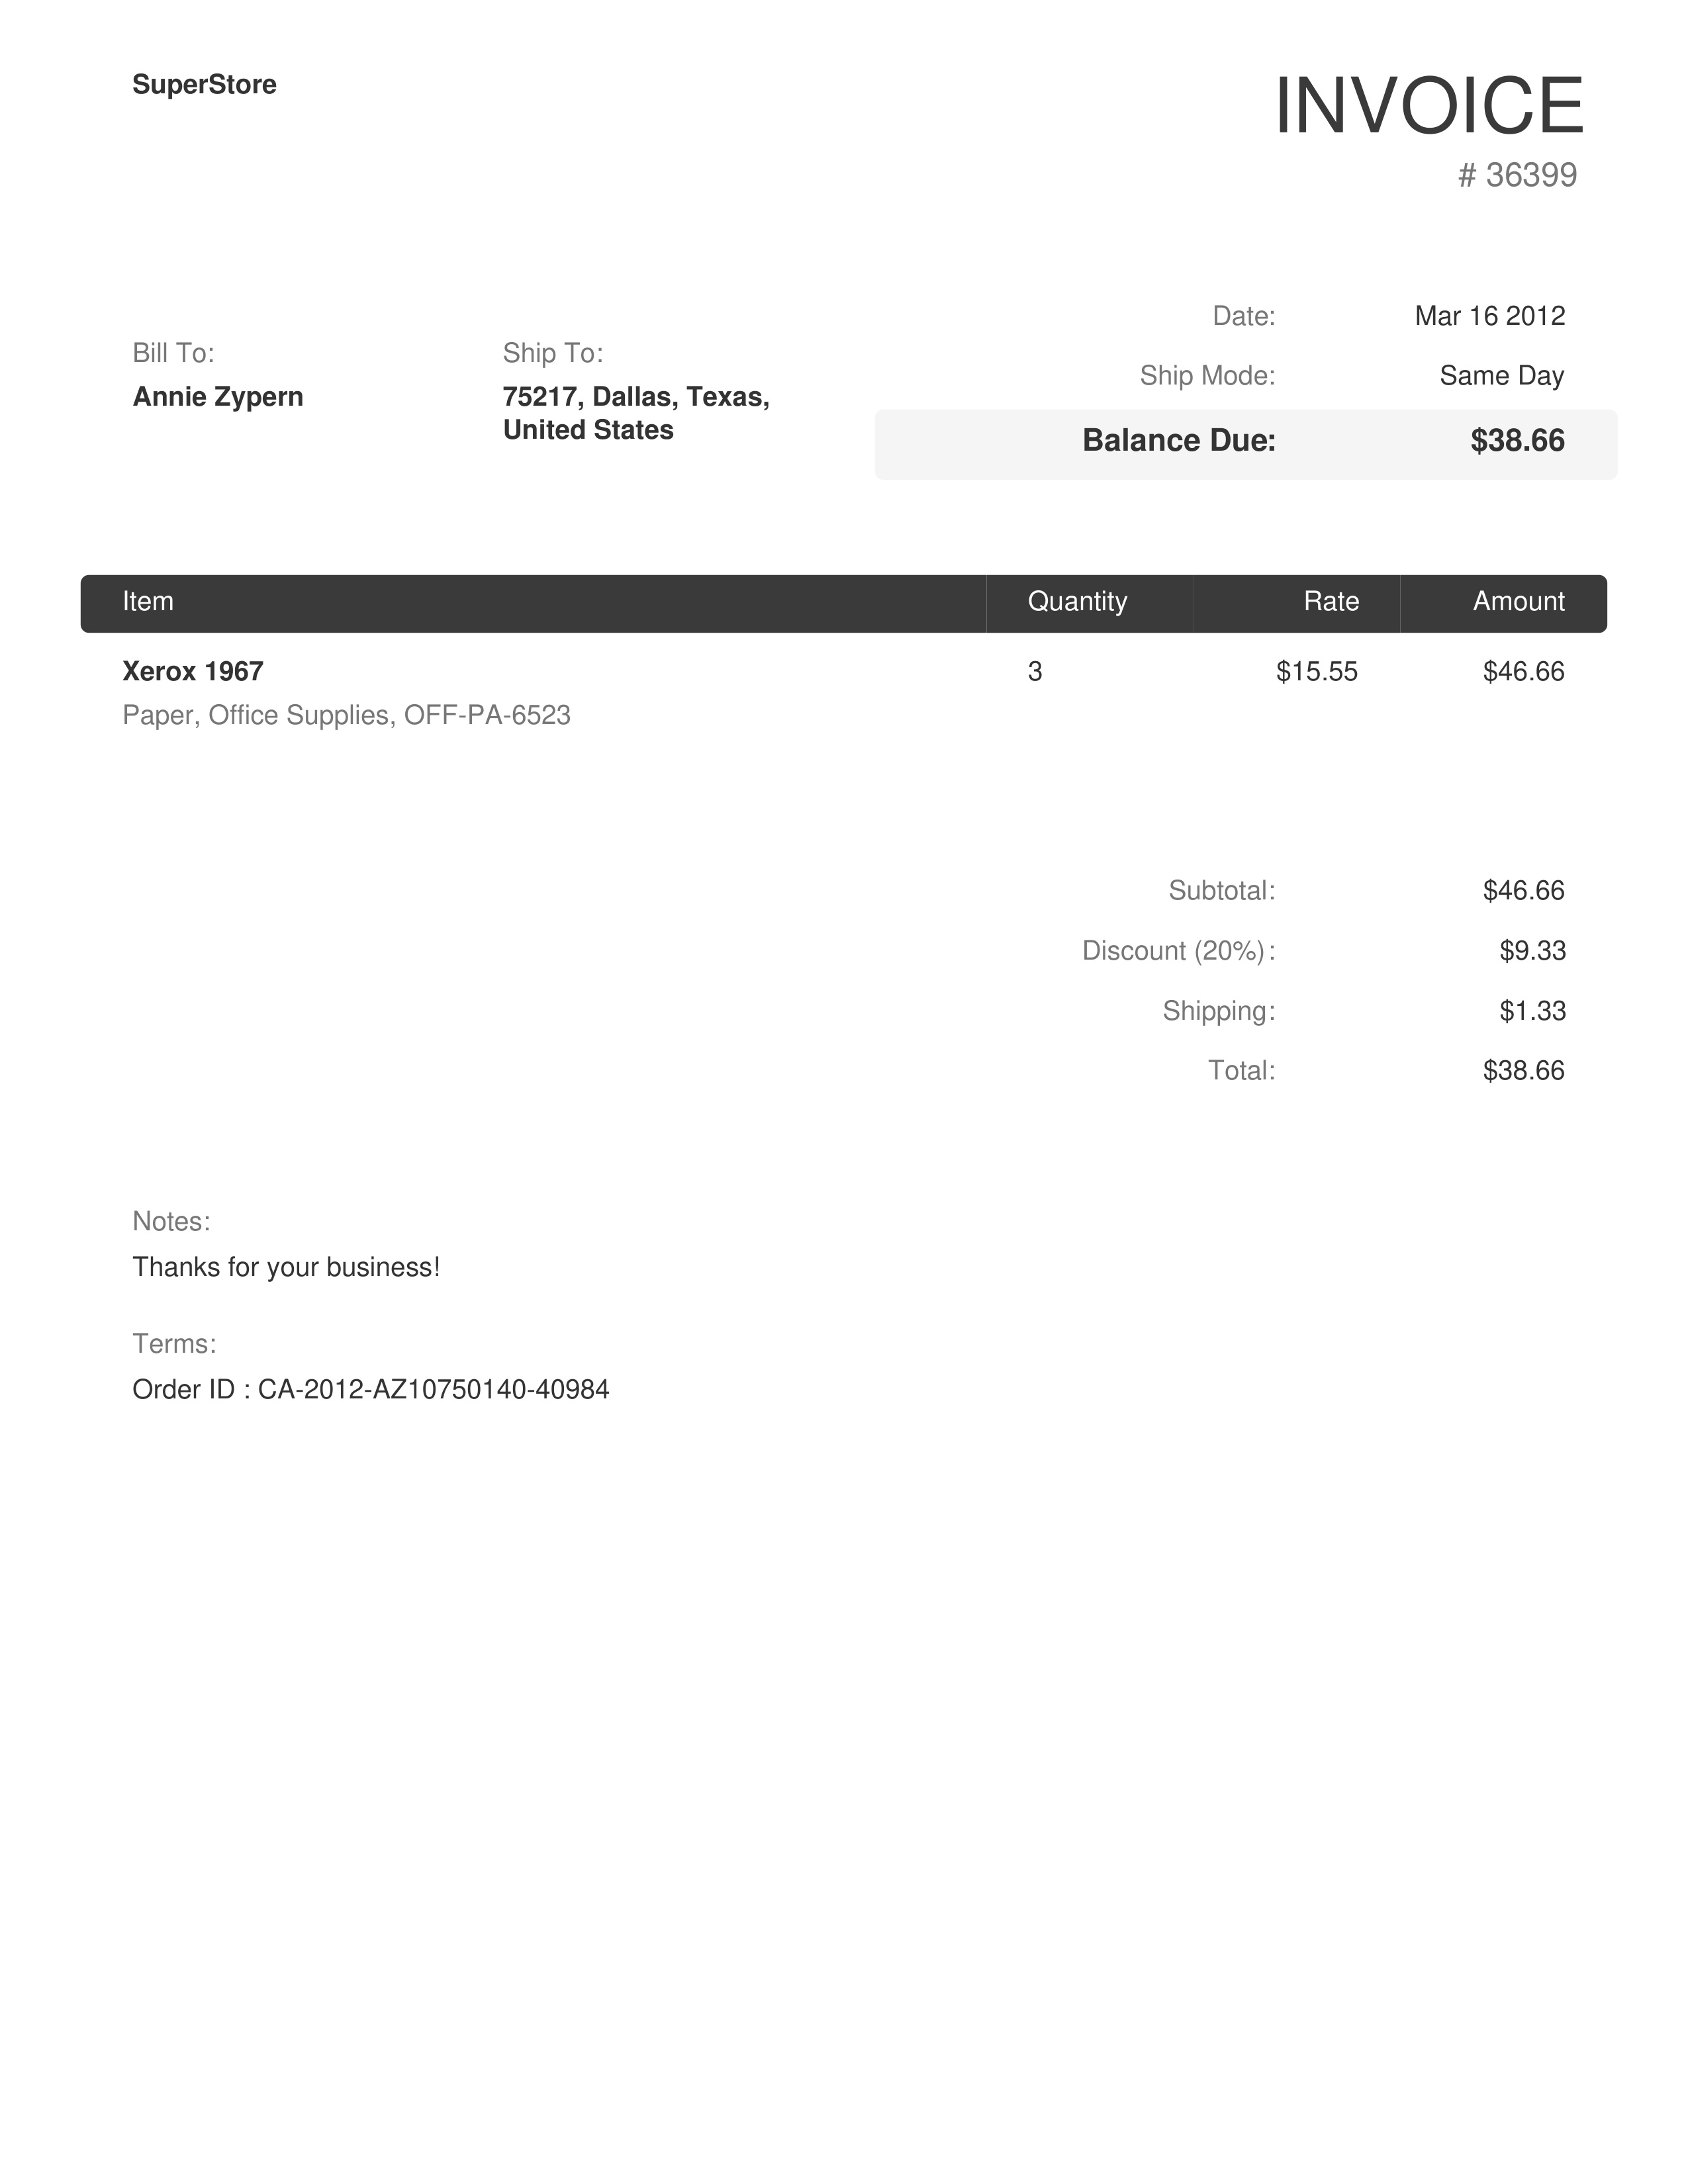 SuperStore
INVOICE
# 36399
Date: Mar 16 2012
Ship Mode: Same Day
Balance Due: $38.66
Bill To:
Annie Zypern
Ship To:
75217, Dallas, Texas,
United States
Item Quantity Rate Amount
Xerox 1967 3 $15.55 $46.66
Paper, Office Supplies, OFF-PA-6523
Subtotal: $46.66
Discount (20%): $9.33
Shipping: $1.33
Total: $38.66
Notes:
Thanks for your business!
Terms:
Order ID : CA-2012-AZ10750140-40984